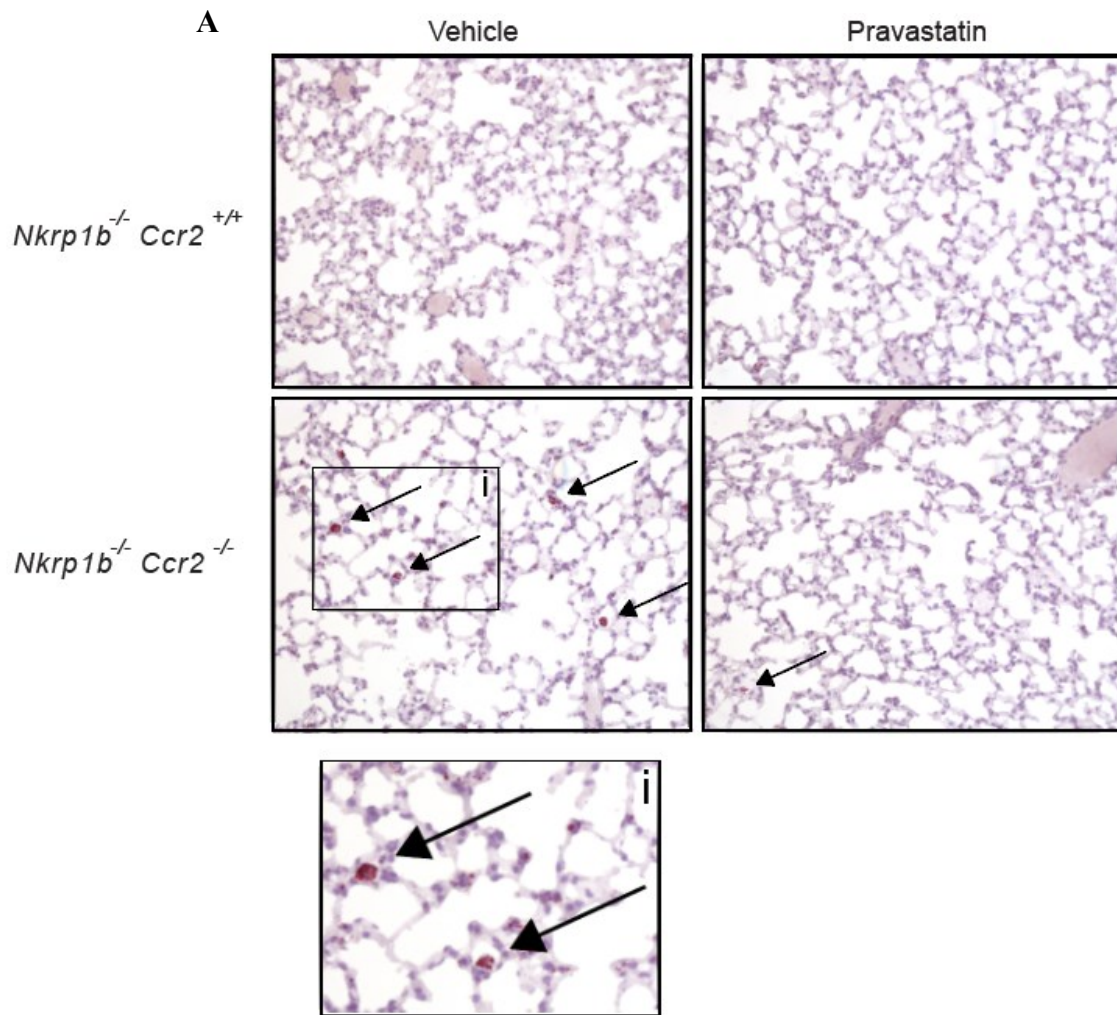 A
Vehicle Pravastatin
Nkrp1b-/- Ccr2 +/+
i
Nkrp1b-/- Ccr2 -/-
i